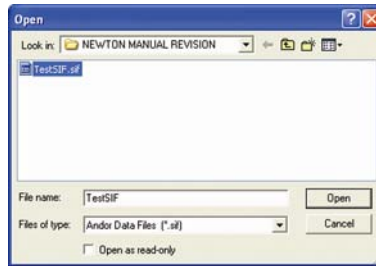 Open
Look in: NEWTON MANUAL REVISION
TestSIF.sif
File name: TestSIF Open
Files of type: Andor Data Files (*.sif) Cancel
Open as read-only